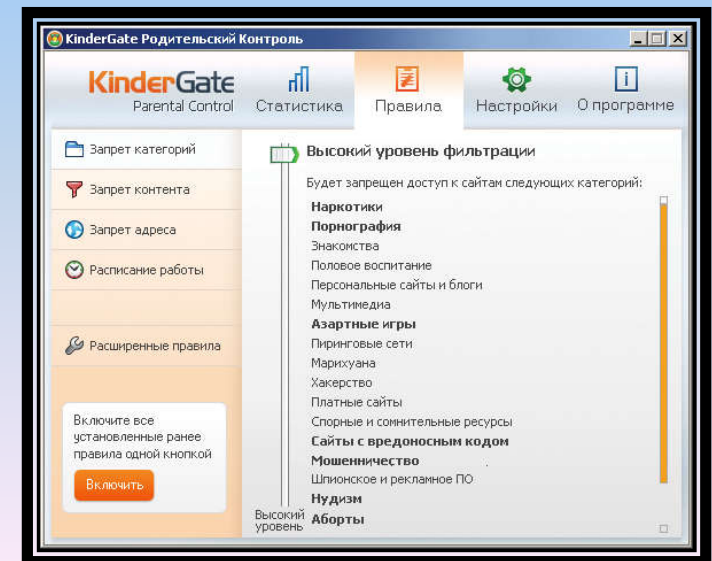 KinderGate Родительский Контроль
KinderGate
Parental Control
Статистика
Правила
Настройки
О программе
Запрет категорий
Запрет контента
Запрет адреса
Расписание работы
Расширенные правила
Включите все
установленные ранее
правила одной кнопкой
Включить
Высокий уровень фильтрации
Будет запрещен доступ к сайтам следующих категорий:
Наркотики
Порнография
Знакомства
Половое воспитание
Персональные сайты и блоги
Мультимедиа
Азартные игры
Пиринговые сети
Марихуана
Хакерство
Платные сайты
Спорные и сомнительные ресурсы
Сайты с вредоносным кодом
Мошенничество
Шпионское и рекламное ПО
Нудизм
Аборты
Высокий
уровень